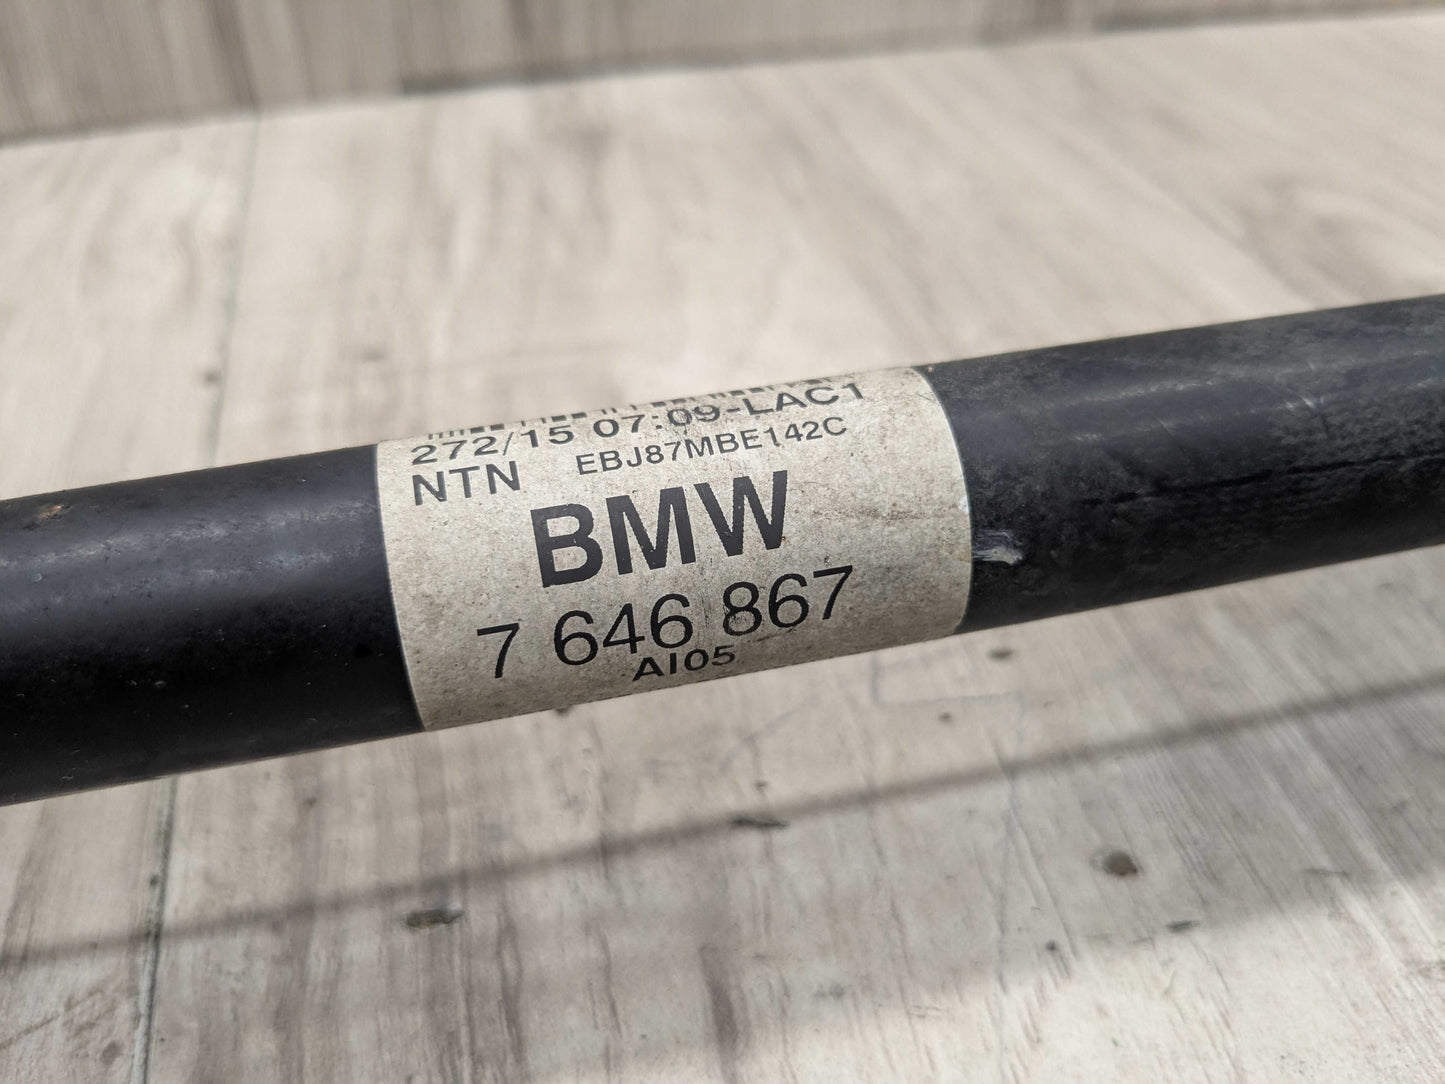 272/15 07:09-LAC1
NTN EBJ87MBE142C
BMW
7 646 867
AI05